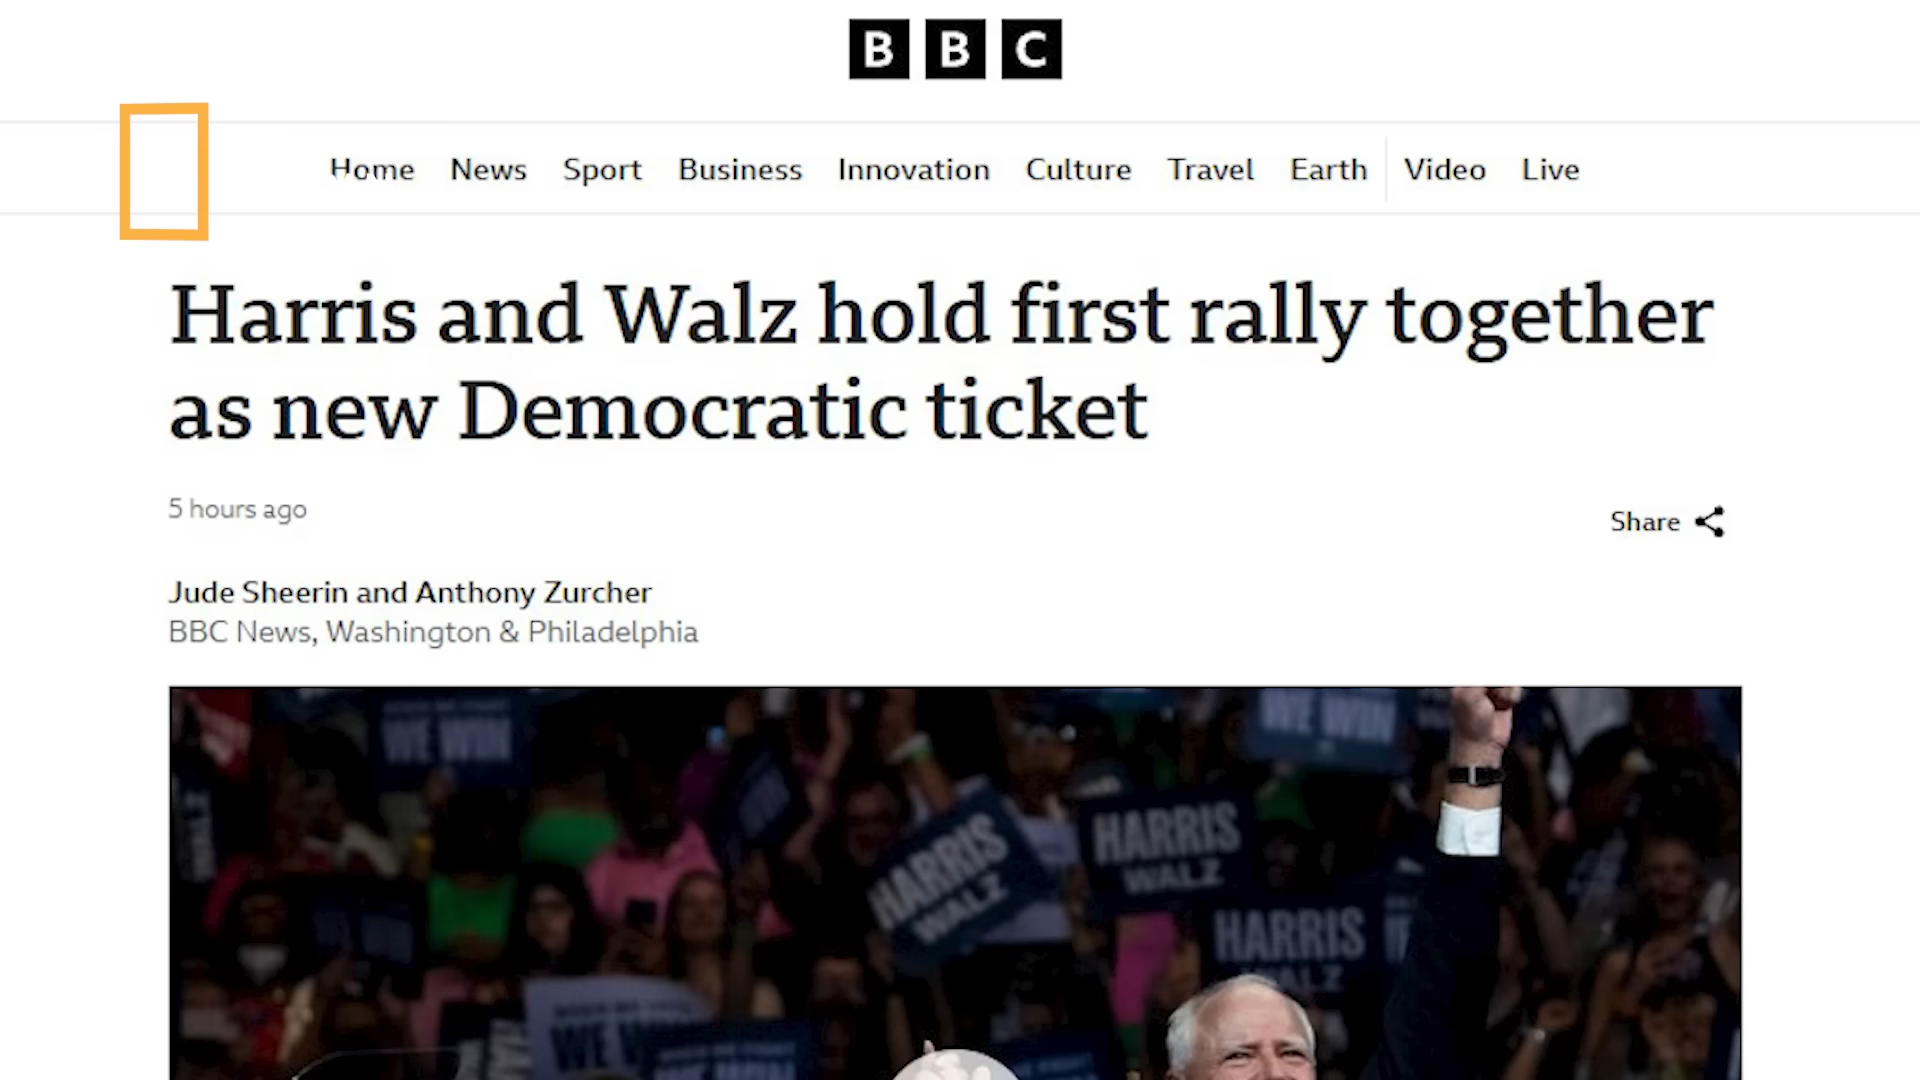 BBC
Home News Sport Business Innovation Culture Travel Earth Video Live
Harris and Walz hold first rally together
as new Democratic ticket
5 hours ago
Share
Jude Sheerin and Anthony Zurcher
BBC News, Washington & Philadelphia
WE WIN
WE WIN
HARRIS
WALZ
HARRIS
WALZ
HARRIS
WE